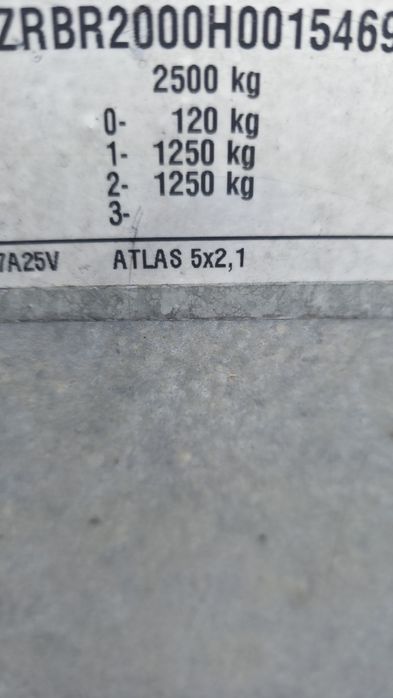 ZRBR2000H0015469
2500 kg
0- 120 kg
1- 1250 kg
2- 1250 kg
3-
7A25V ATLAS 5x2,1